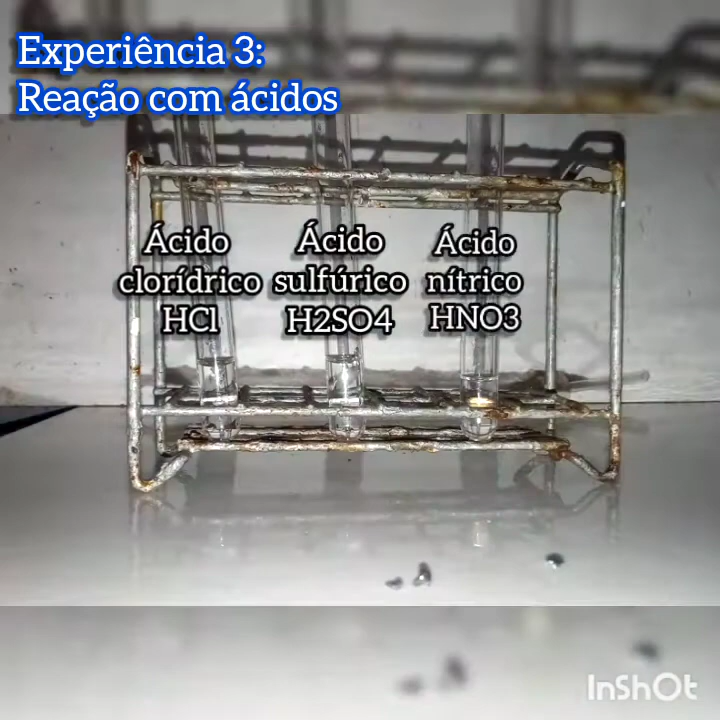 Experiência 3:
Reação com ácidos
Ácido
clorídrico
HCl
Ácido
sulfúrico
H2SO4
Ácido
nítrico
HNO3
InShOt